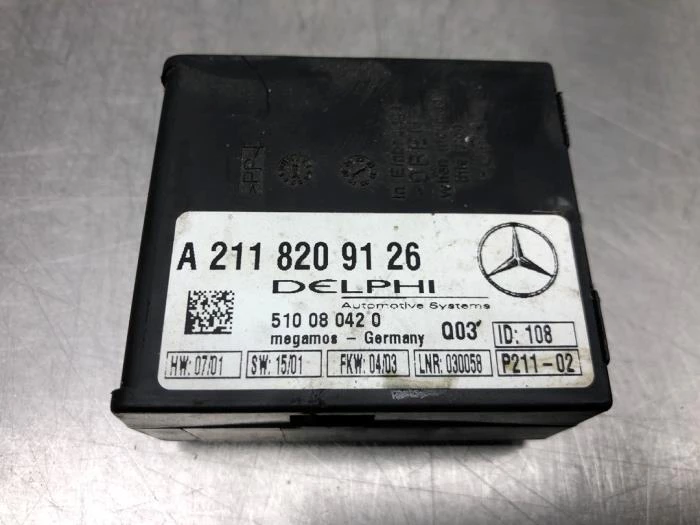 >PP<
A 211 820 91 26
DELPHI
Automotive Systems
510 08 042 0
megamos - Germany
Q03
ID: 108
HW: 07/01
SW: 15/01
FKW: 04/03
LNR: 030058
P211-02